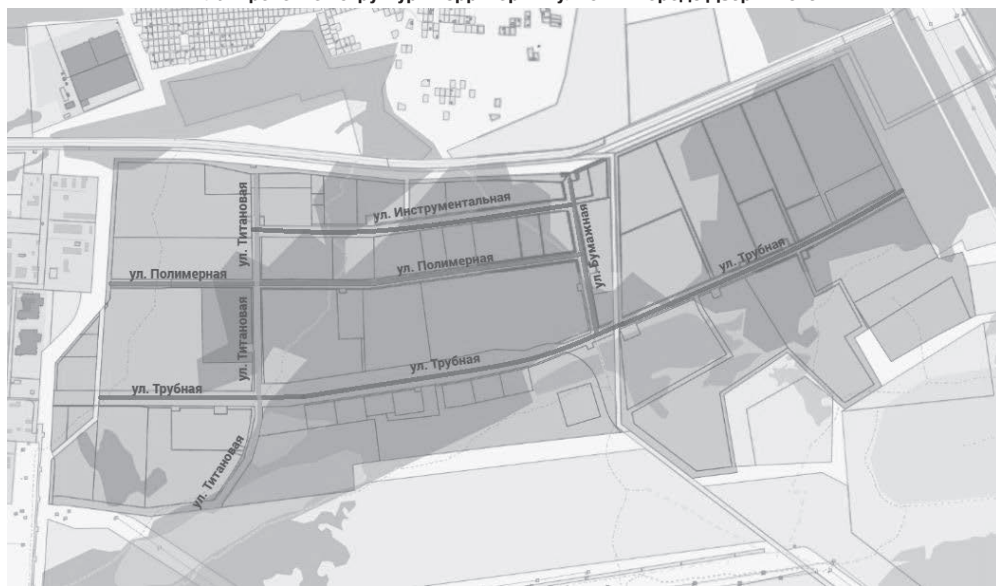 ул. Инструментальная
ул. Титановая
ул. Бумажная
ул. Трубная
ул. Полимерная
ул. Полимерная
ул. Титановая
ул. Трубная
ул. Трубная
ул. Титановая